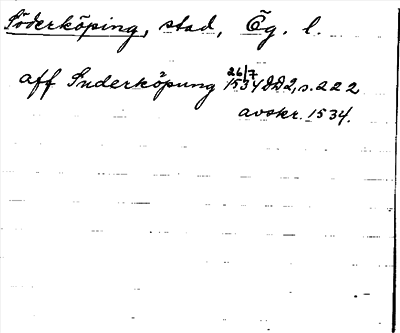 Söderköping, stad, Ög. l.
aff Suderköpung 26/7 1534 DD2, s. 222
avskr. 1534.